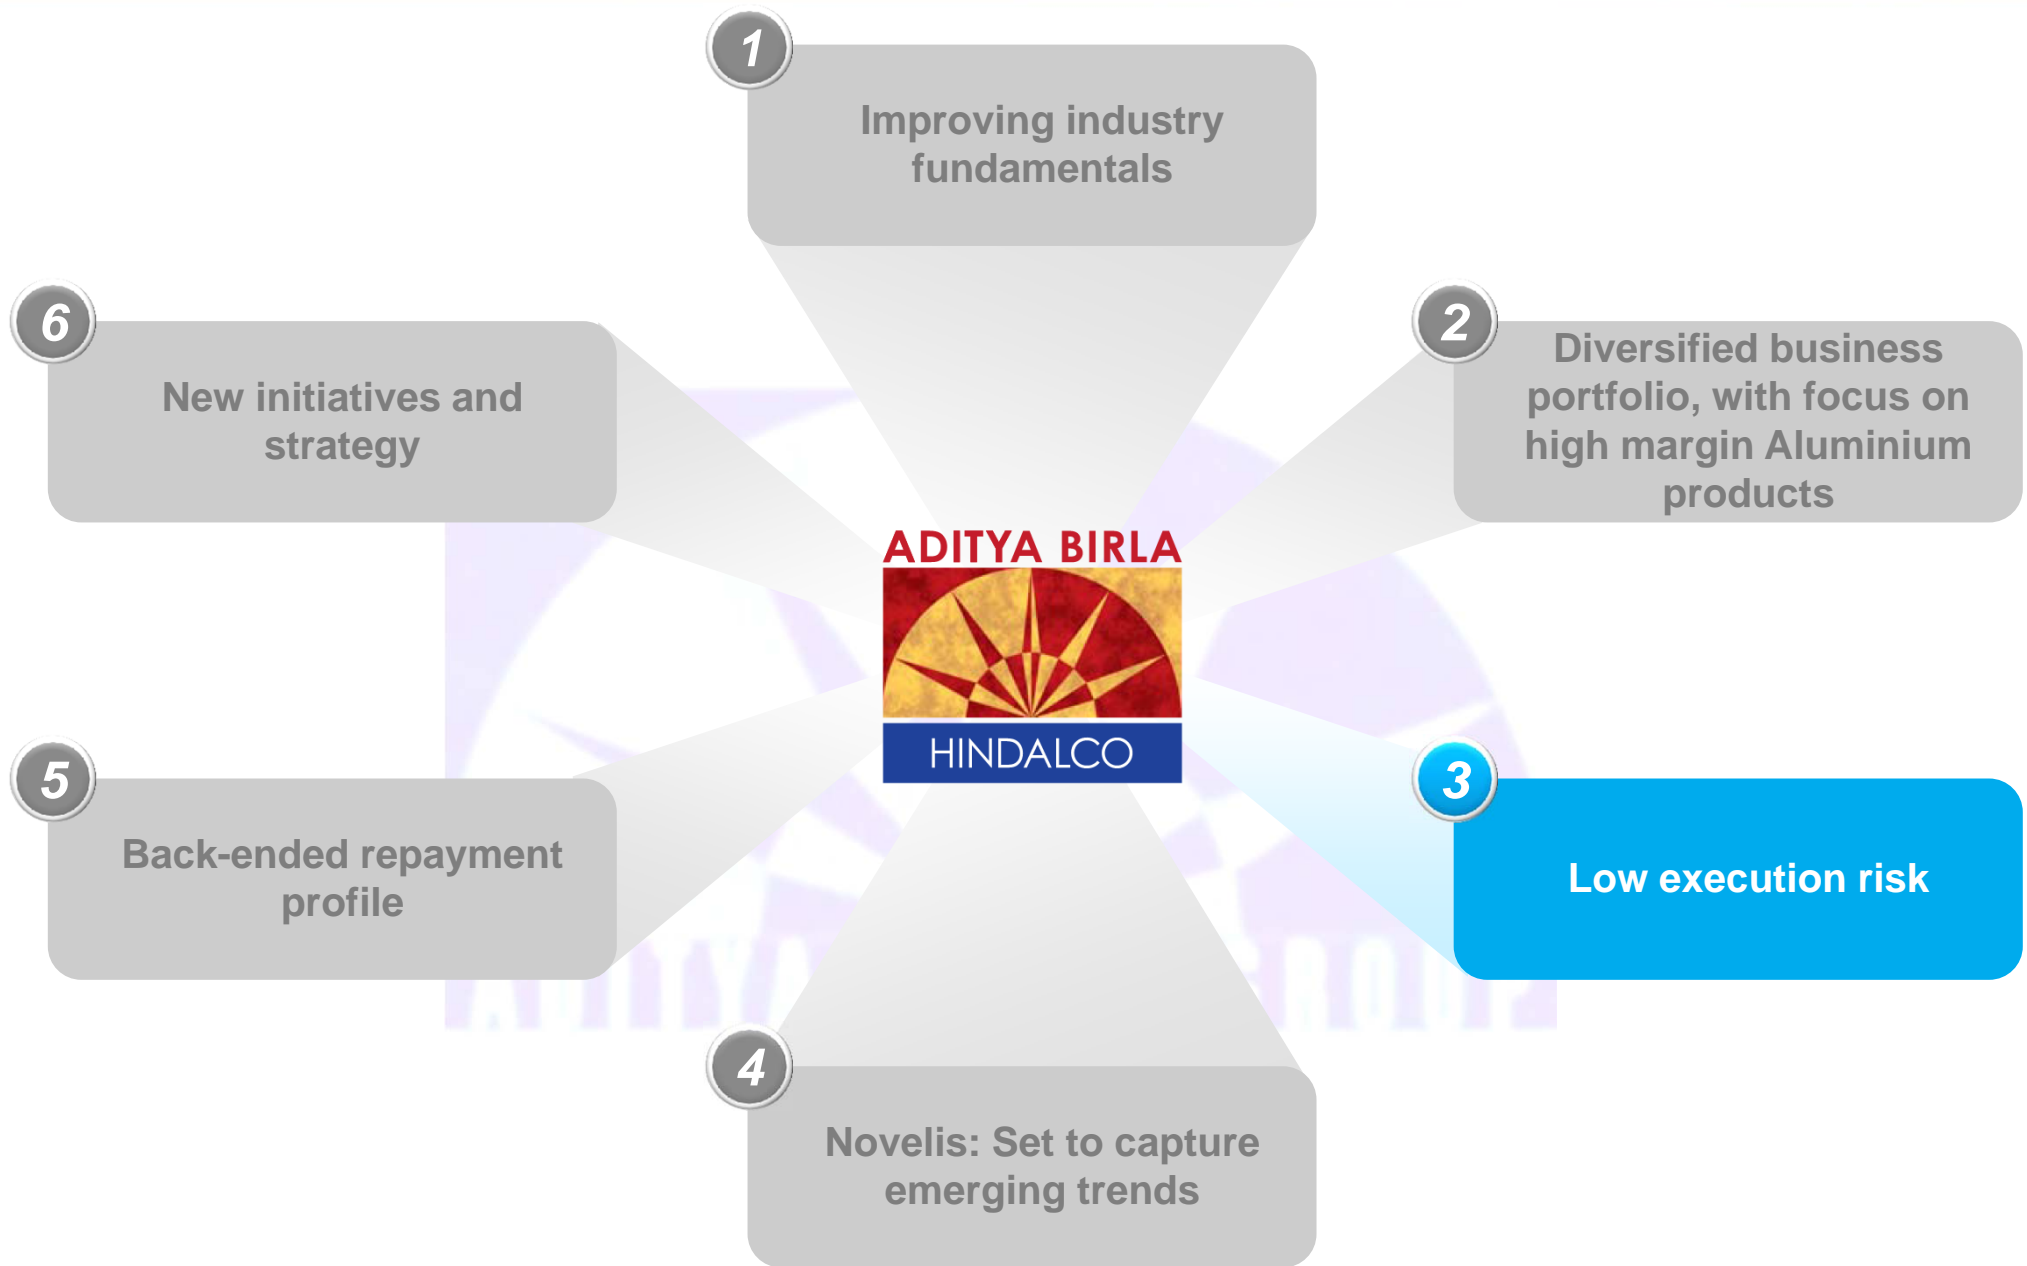 1
Improving industry
fundamentals
2
Diversified business
portfolio, with focus on
high margin Aluminium
products
3
Low execution risk
4
Novelis: Set to capture
emerging trends
5
Back-ended repayment
profile
6
New initiatives and
strategy
ADITYA BIRLA
HINDALCO
ADITYA
GROUP